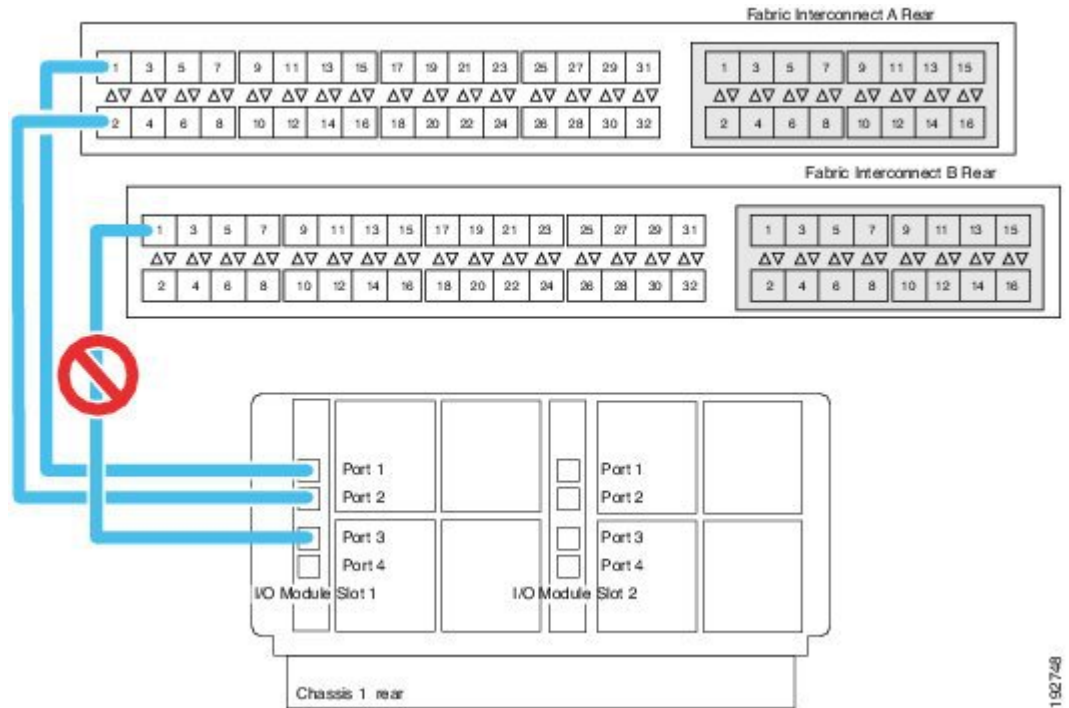 Fabric Interconnect A Rear
1 3 5 7 9 11 13 15 17 19 21 23 25 27 29 31 1 3 5 7 9 11 13 15
2 4 6 8 10 12 14 16 18 20 22 24 26 28 30 32 2 4 6 8 10 12 14 16
Fabric Interconnect B Rear
1 3 5 7 9 11 13 15 17 19 21 23 25 27 29 31 1 3 5 7 9 11 13 15
2 4 6 8 10 12 14 16 18 20 22 24 26 28 30 32 2 4 6 8 10 12 14 16
Port 1 Port 1
Port 2 Port 2
Port 3 Port 3
Port 4 Port 4
I/O Module Slot 1 I/O Module Slot 2
Chassis 1 rear
192748